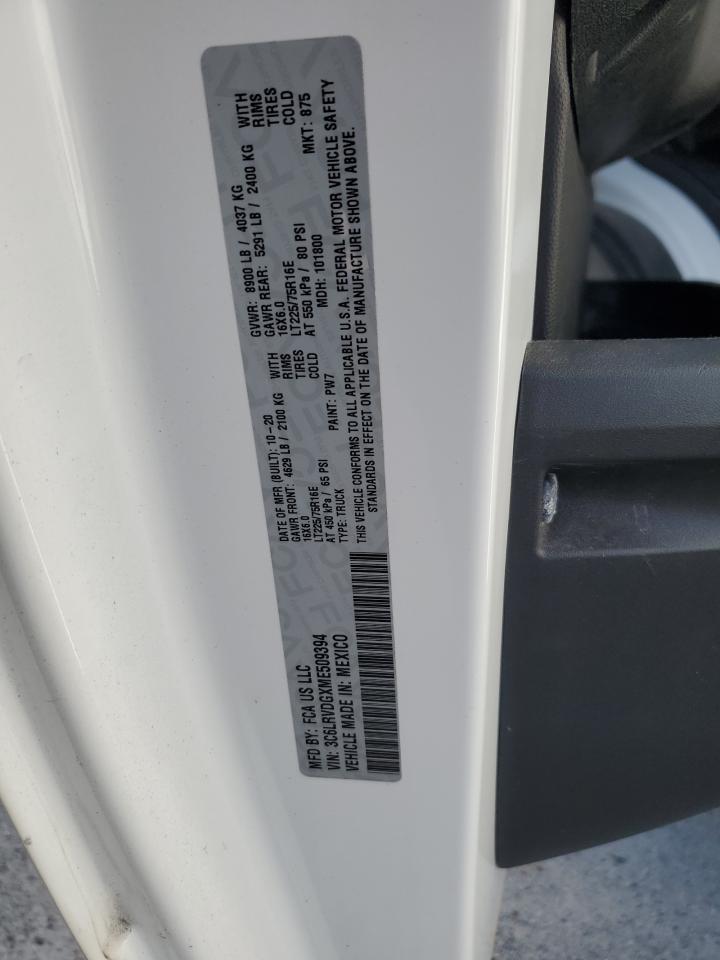 MFD BY: FCA US LLC
DATE OF MFR (BUILT): 10-20
GVWR: 8900 LB / 4037 KG
VIN: 3C6LRVDGXME509394
GAWR FRONT: 4629 LB / 2100 KG WITH
GAWR REAR: 5291 LB / 2400 KG WITH
VEHICLE MADE IN: MEXICO
16X6.0 RIMS
16X6.0 RIMS
LT225/75R16E TIRES
LT225/75R16E TIRES
AT 450 kPa / 65 PSI COLD
AT 550 kPa / 80 PSI COLD
TYPE: TRUCK
PAINT: PW7
MDH: 101800
MKT: 875
THIS VEHICLE CONFORMS TO ALL APPLICABLE U.S.A. FEDERAL MOTOR VEHICLE SAFETY
STANDARDS IN EFFECT ON THE DATE OF MANUFACTURE SHOWN ABOVE.